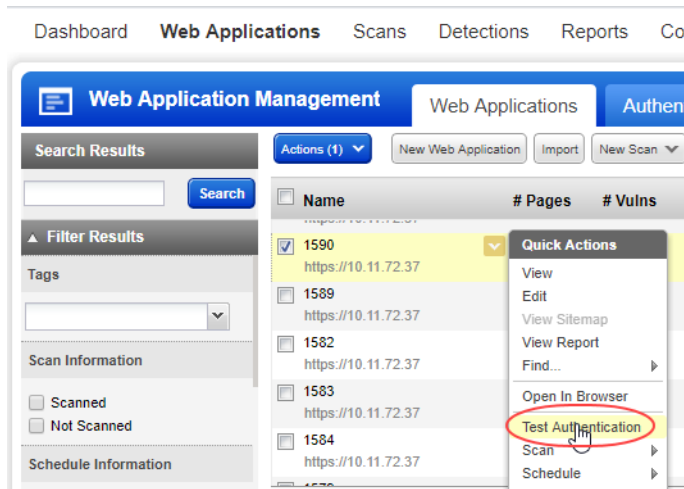 Dashboard Web Applications Scans Detections Reports Co
Web Application Management Web Applications Authen
Search Results
Actions (1) New Web Application Import New Scan
Search
Name # Pages # Vulns
Filter Results
1590
https://10.11.72.37
Tags
1589
https://10.11.72.37
1582
https://10.11.72.37
Scan Information
1583
https://10.11.72.37
Scanned
Not Scanned
1584
https://10.11.72.37
Schedule Information
Quick Actions
View
Edit
View Sitemap
View Report
Find...
Open In Browser
Test Authentication
Scan
Schedule